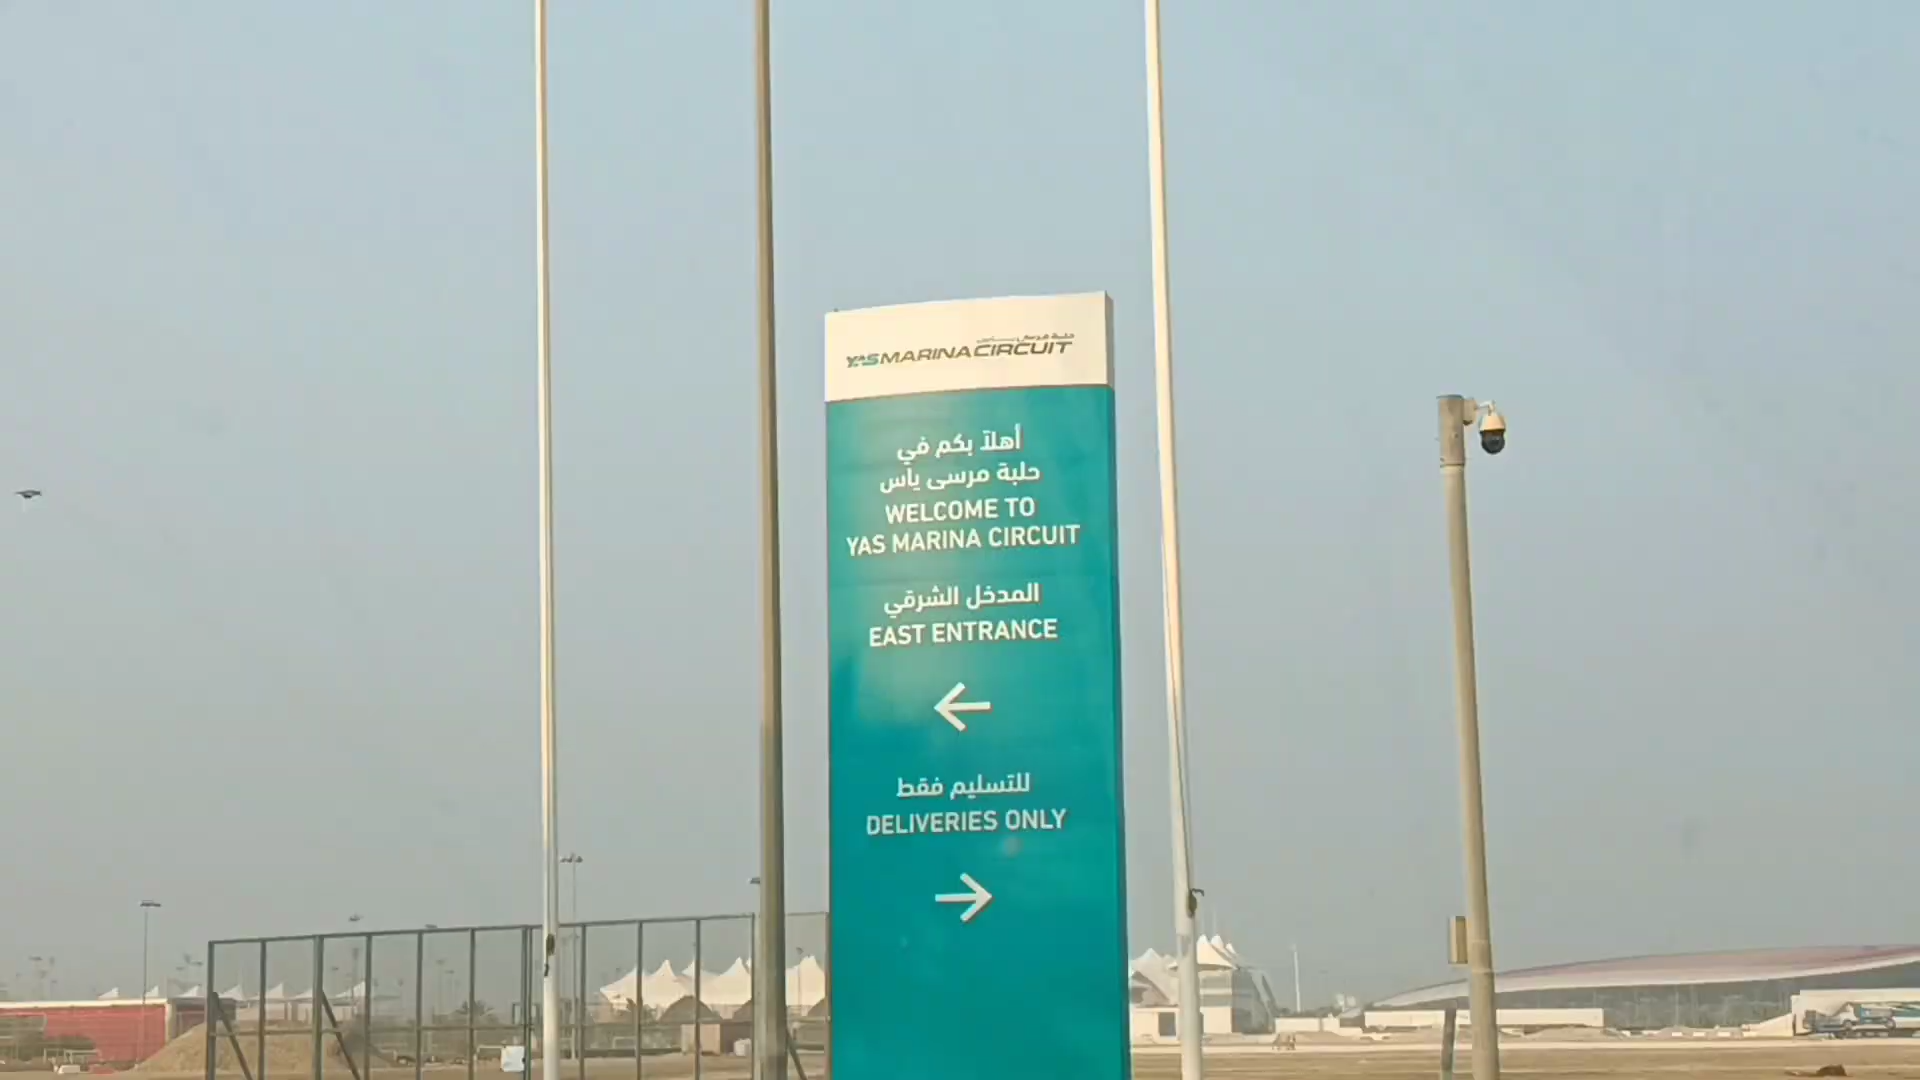 حلبة مرسى ياس
YAS MARINA CIRCUIT
أهلاً بكم في
حلبة مرسى ياس
WELCOME TO
YAS MARINA CIRCUIT
المدخل الشرقي
EAST ENTRANCE
للتسليم فقط
DELIVERIES ONLY